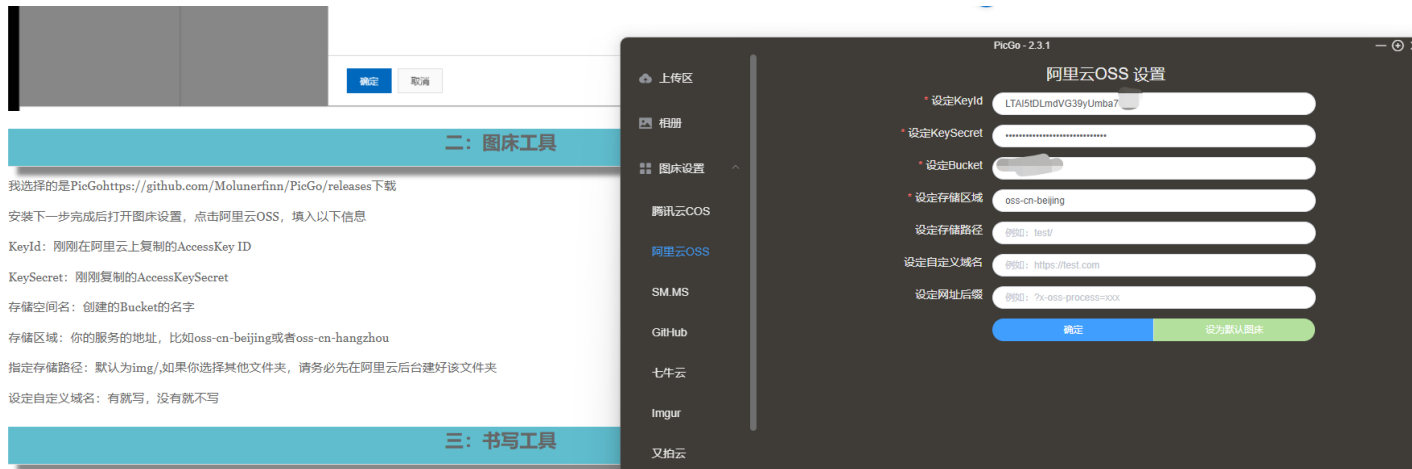 确定
取消
二：图床工具
我选择的是PicGohttps://github.com/Molunerfinn/PicGo/releases下载
安装下一步完成后打开图床设置，点击阿里云OSS，填入以下信息
KeyId：刚刚在阿里云上复制的AccessKey ID
KeySecret：刚刚复制的AccessKeySecret
存储空间名：创建的Bucket的名字
存储区域：你的服务的地址，比如oss-cn-beijing或者oss-cn-hangzhou
指定存储路径：默认为img/,如果你选择其他文件夹，请务必先在阿里云后台建好该文件夹
设定自定义域名：有就写，没有就不写
三：书写工具
PicGo - 2.3.1
上传区
相册
图床设置
腾讯云COS
阿里云OSS
SM.MS
GitHub
七牛云
Imgur
又拍云
阿里云OSS 设置
* 设定KeyId LTAI5tDLmdVG39yUmba7
* 设定KeySecret
* 设定Bucket
* 设定存储区域 oss-cn-beijing
设定存储路径 例如：test/
设定自定义域名 例如：https://test.com
设定网址后缀 例如：?x-oss-process=xxx
确定 设为默认图床